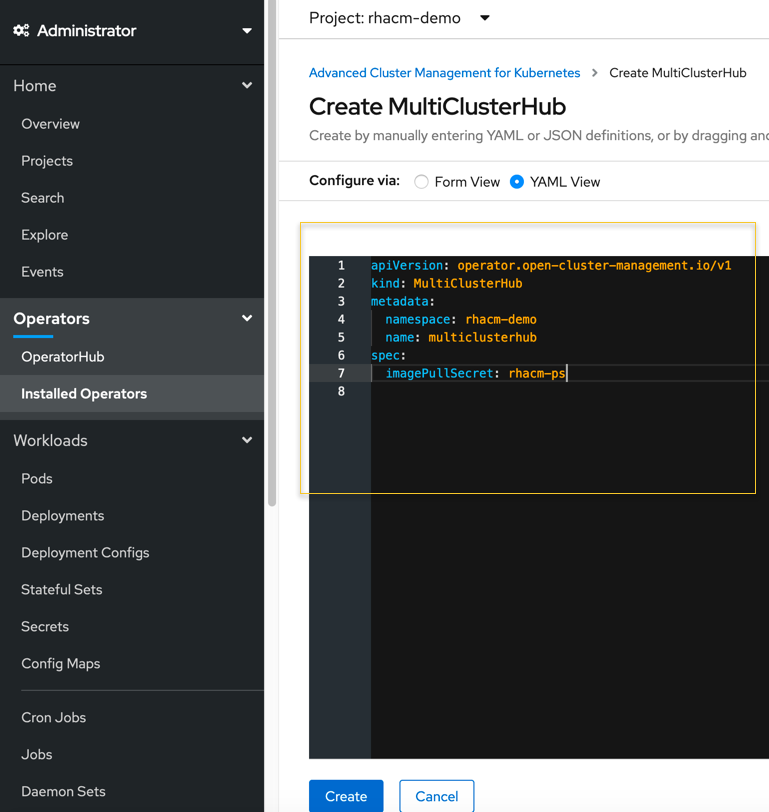 Administrator
Home
Overview
Projects
Search
Explore
Events
Operators
OperatorHub
Installed Operators
Workloads
Pods
Deployments
Deployment Configs
Stateful Sets
Secrets
Config Maps
Cron Jobs
Jobs
Daemon Sets
Project: rhacm-demo
Advanced Cluster Management for Kubernetes > Create MultiClusterHub
Create MultiClusterHub
Create by manually entering YAML or JSON definitions, or by dragging and
Configure via: Form View YAML View
1 apiVersion: operator.open-cluster-management.io/v1
2 kind: MultiClusterHub
3 metadata:
4 namespace: rhacm-demo
5 name: multiclusterhub
6 spec:
7 imagePullSecret: rhacm-ps
8
Create Cancel